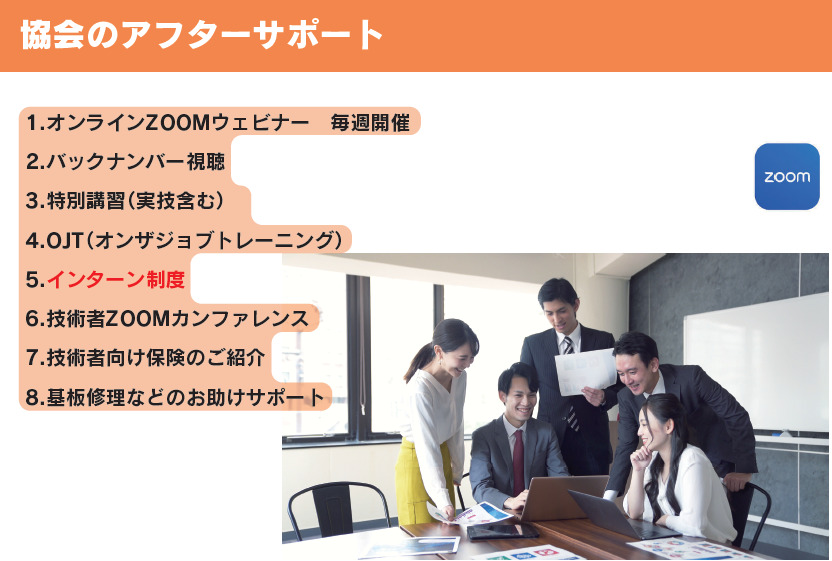 協会のアフターサポート
1.オンラインZOOMウェビナー　毎週開催
2.バックナンバー視聴
3.特別講習(実技含む)
4.OJT(オンザジョブトレーニング)
5.インターン制度
6.技術者ZOOMカンファレンス
7.技術者向け保険のご紹介
8.基板修理などのお助けサポート
zoom